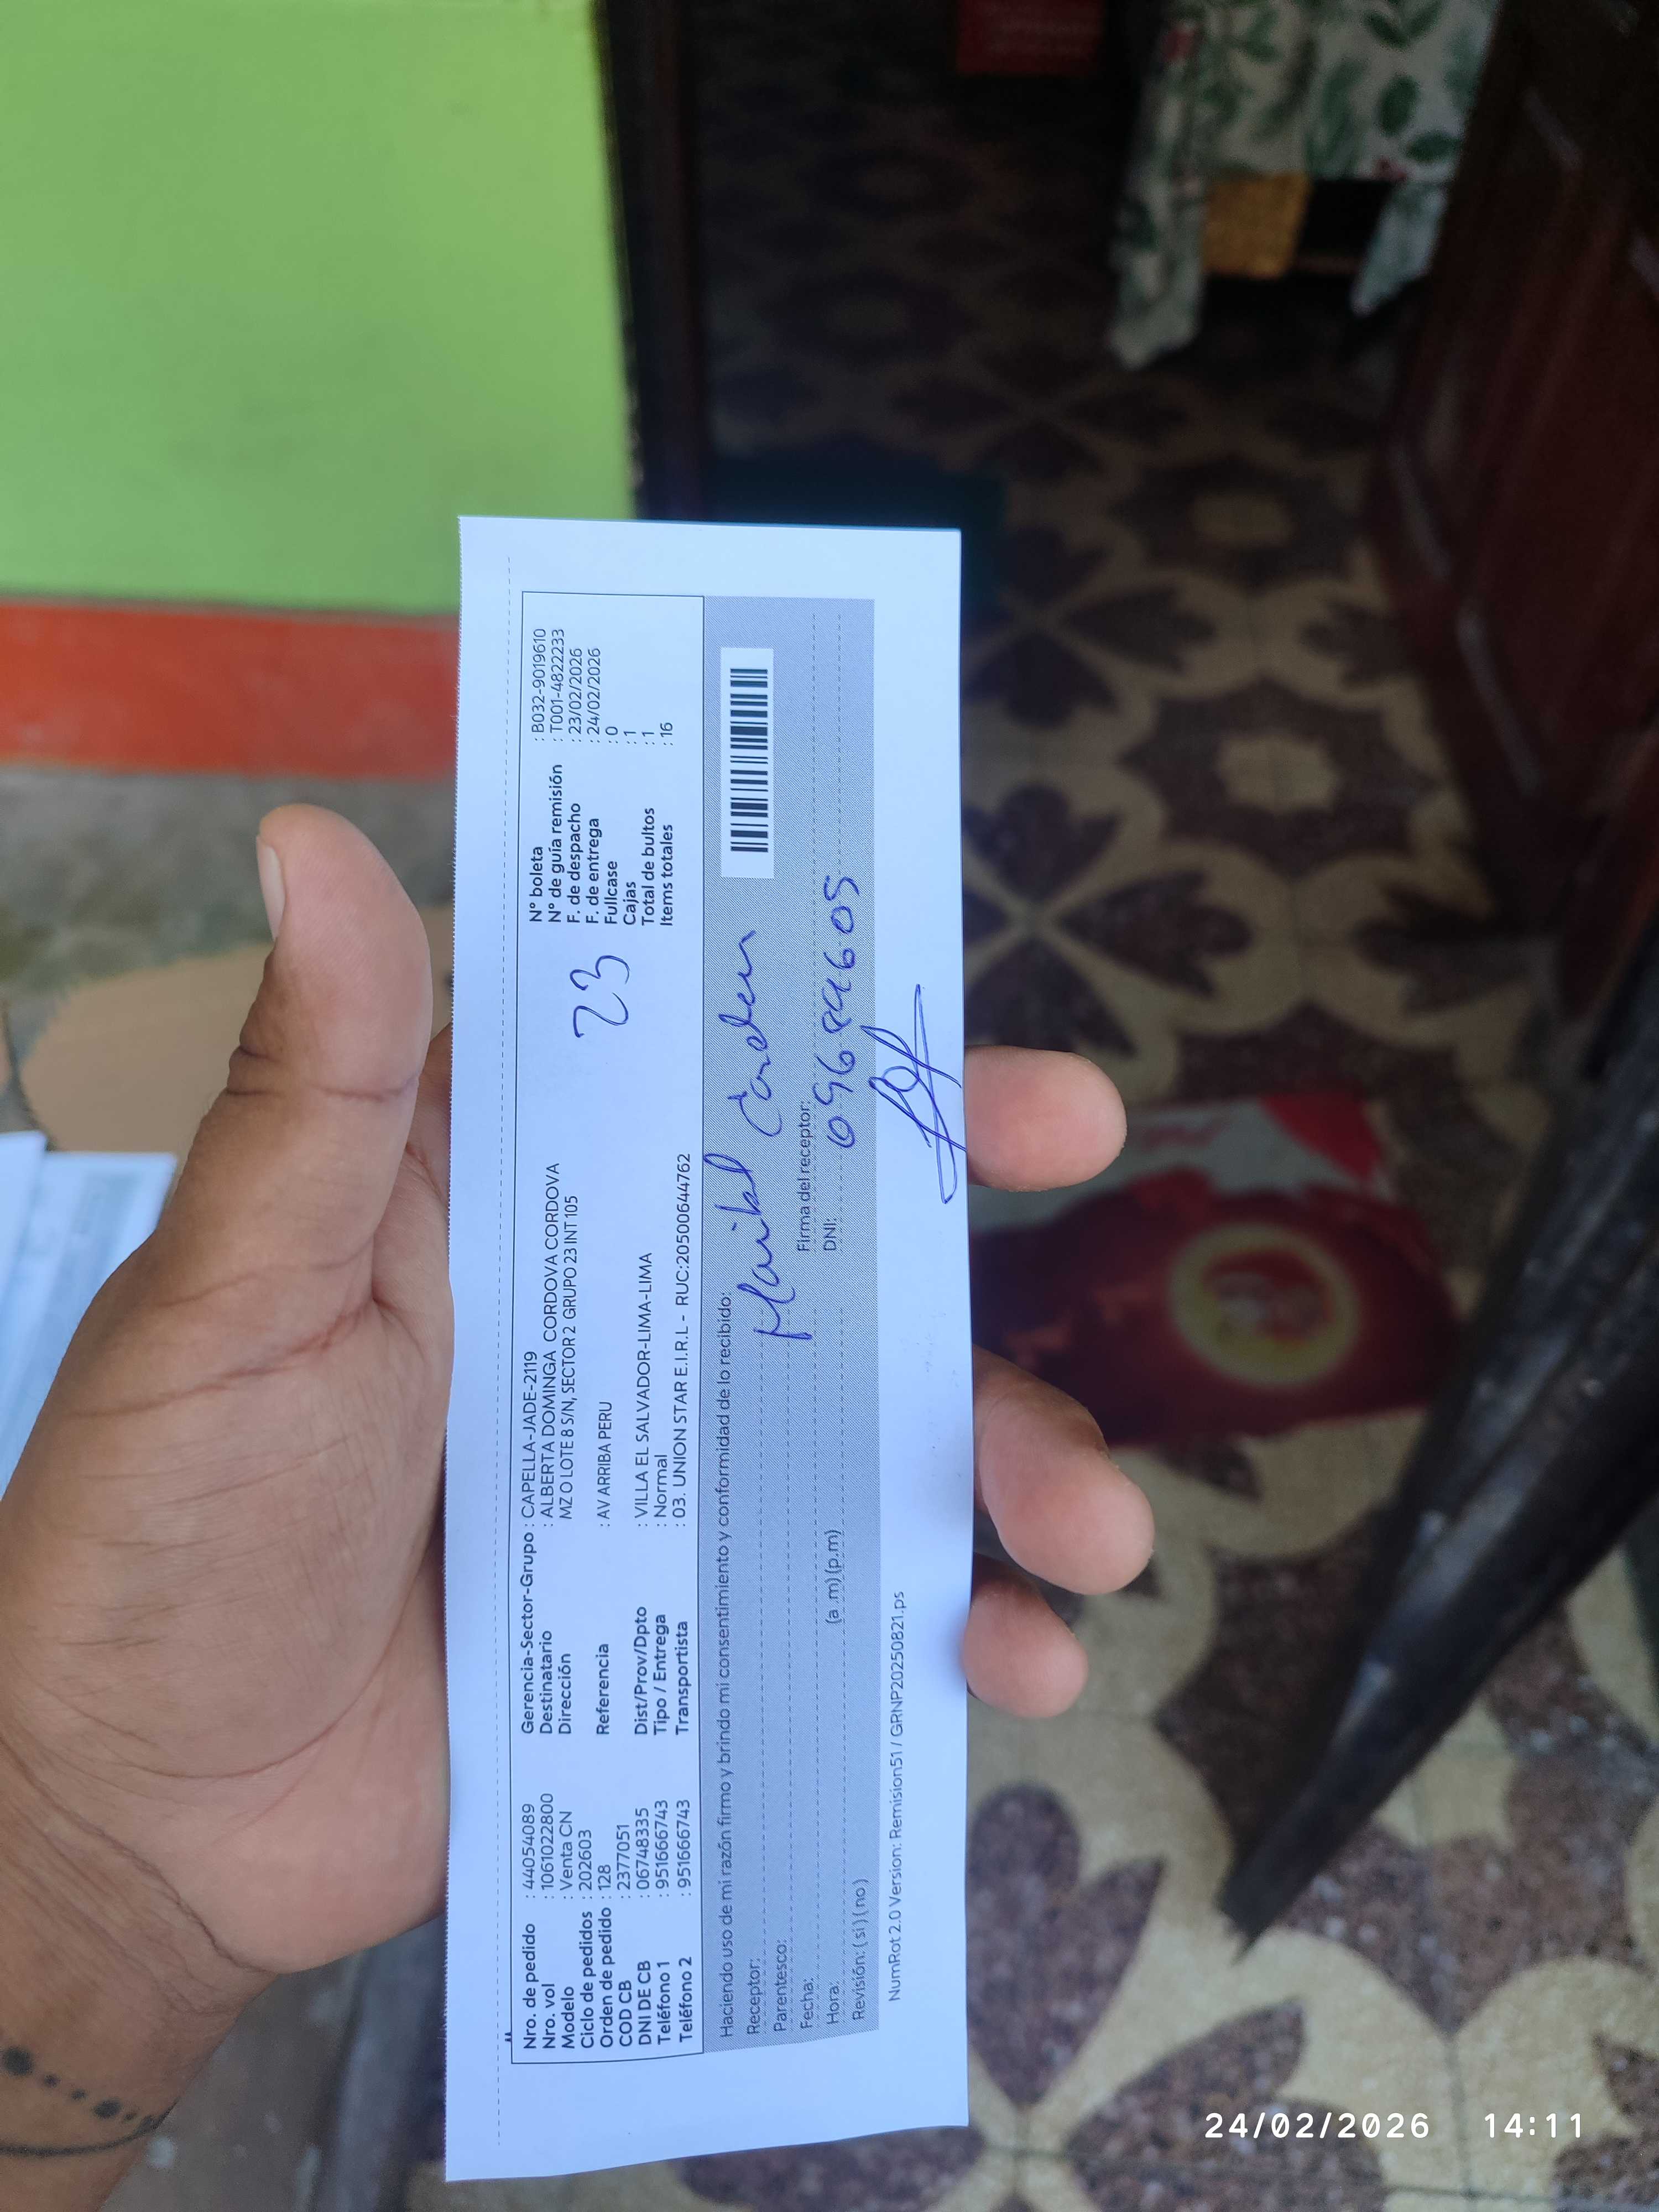 Nro. de pedido : 44054089
Nro. vol : 1061022800
Modelo : Venta CN
Ciclo de pedidos : 202603
Orden de pedido : 128
COD CB : 2377051
DNI DE CB : 06748335
Teléfono 1 : 951666743
Teléfono 2 : 951666743
Gerencia-Sector-Grupo : CAPELLA-JADE-2119
Destinatario : ALBERTA DOMINGA CORDOVA CORDOVA
Dirección MZ O LOTE 8 S/N, SECTOR 2 GRUPO 23 INT 105
Referencia : AV ARRIBA PERU
Dist/Prov/Dpto : VILLA EL SALVADOR-LIMA-LIMA
Tipo / Entrega : Normal
Transportista : 03. UNION STAR E.I.R.L - RUC:20500644762
23
N° boleta : B032-9019610
N° de guía remisión : T001-4822233
F. de despacho : 23/02/2026
F. de entrega : 24/02/2026
Fullcase : 0
Cajas : 1
Total de bultos : 1
Items totales : 16
Haciendo uso de mi razón firmo y brindo mi consentimiento y conformidad de lo recibido:
Receptor:
Parentesco:
Fecha: Firma del receptor:
Hora: (a .m) (p.m) DNI:
Revisión: ( si ) ( no )
NumRot 2.0 Version: Remision51 / GRNP20250821.ps
24/02/2026 14:11